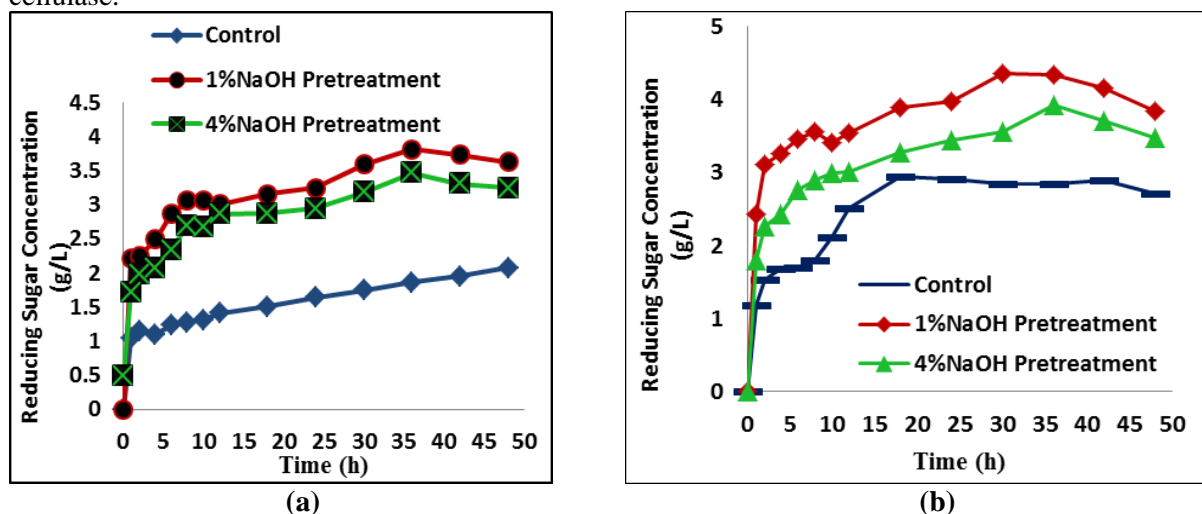 cellulase.
Control
1%NaOH Pretreatment
4%NaOH Pretreatment
Reducing Sugar Concentration
(g/L)
4.5
4
3.5
3
2.5
2
1.5
1
0.5
0
0 5 10 15 20 25 30 35 40 45 50
Time (h)
(a)
Reducing Sugar Concentration
(g/L)
5
4
3
2
1
0
Control
1%NaOH Pretreatment
4%NaOH Pretreatment
0 5 10 15 20 25 30 35 40 45 50
Time (h)
(b)